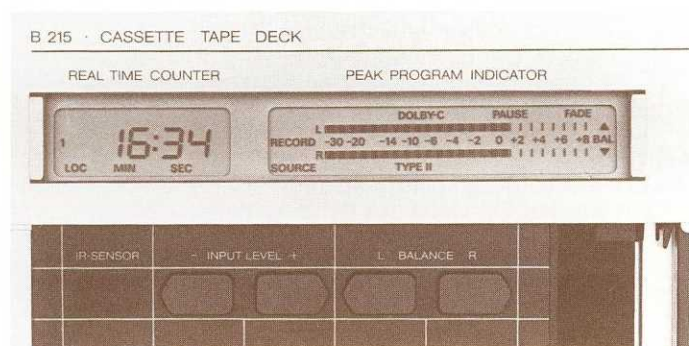 B 215 · CASSETTE TAPE DECK
REAL TIME COUNTER
PEAK PROGRAM INDICATOR
1
16:34
LOC MIN SEC
DOLBY-C PAUSE FADE
L
RECORD -30 -20 -14 -10 -6 -4 -2 0 +2 +4 +6 +8 BAL
R
SOURCE TYPE II
IR-SENSOR
- INPUT LEVEL +
L BALANCE R